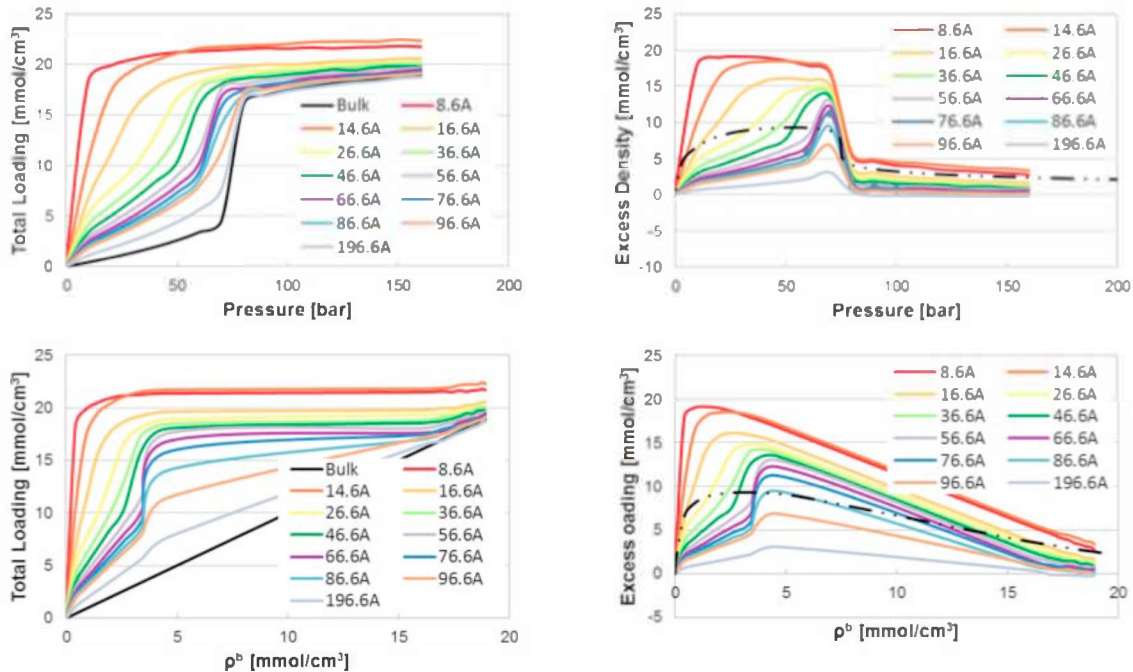 Total Loading [mmol/cm³]
25
20
15
10
5
0
0 50 100 150 200
Pressure [bar]
Bulk 8.6A
14.6A 16.6A
26.6A 36.6A
46.6A 56.6A
66.6A 76.6A
86.6A 96.6A
196.6A
Excess Density [mmol/cm³]
25
20
15
10
5
0
-5
-10
0 50 100 150 200
Pressure [bar]
8.6A 14.6A
16.6A 26.6A
36.6A 46.6A
56.6A 66.6A
76.6A 86.6A
96.6A 196.6A
Total Loading [mmol/cm³]
25
20
15
10
5
0
0 5 10 15 20
ρᵇ [mmol/cm³]
Bulk 8.6A
14.6A 16.6A
26.6A 36.6A
46.6A 56.6A
66.6A 76.6A
86.6A 96.6A
196.6A
Excess oading [mmol/cm³]
25
20
15
10
5
0
-5
0 5 10 15 20
ρᵇ [mmol/cm³]
8.6A 14.6A
16.6A 26.6A
36.6A 46.6A
56.6A 66.6A
76.6A 86.6A
96.6A 196.6A